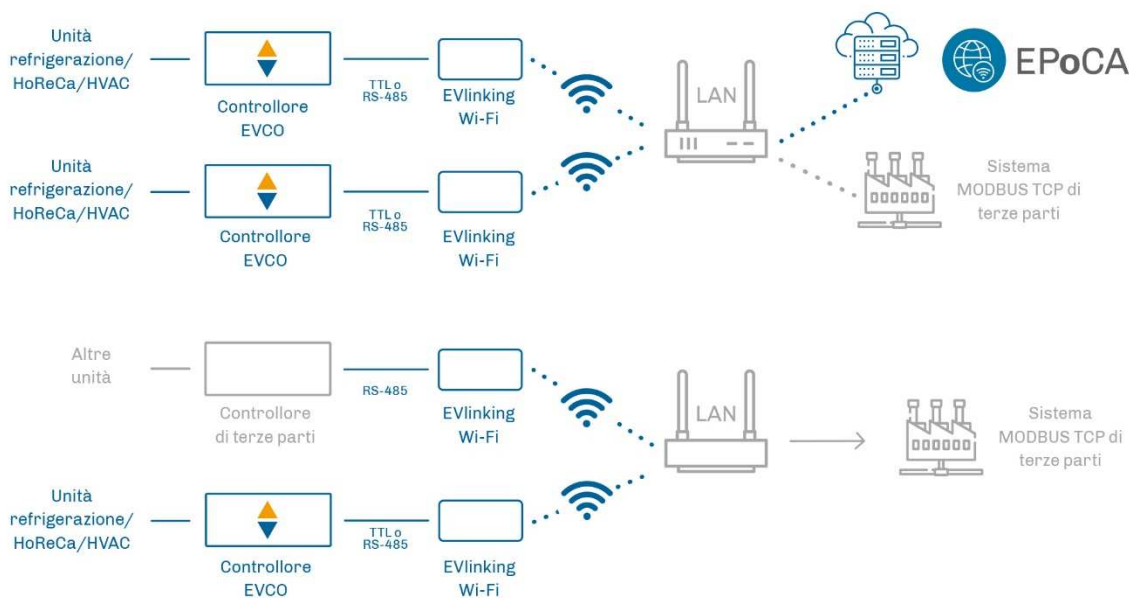 Unità
refrigerazione/
HoReCa/HVAC
Controllore
EVCO
TTL o
RS-485
EVlinking
Wi-Fi
LAN
EPoCA
Unità
refrigerazione/
HoReCa/HVAC
Controllore
EVCO
TTL o
RS-485
EVlinking
Wi-Fi
Sistema
MODBUS TCP di
terze parti
Altre
unità
Controllore
di terze parti
RS-485
EVlinking
Wi-Fi
LAN
Sistema
MODBUS TCP di
terze parti
Unità
refrigerazione/
HoReCa/HVAC
Controllore
EVCO
TTL o
RS-485
EVlinking
Wi-Fi